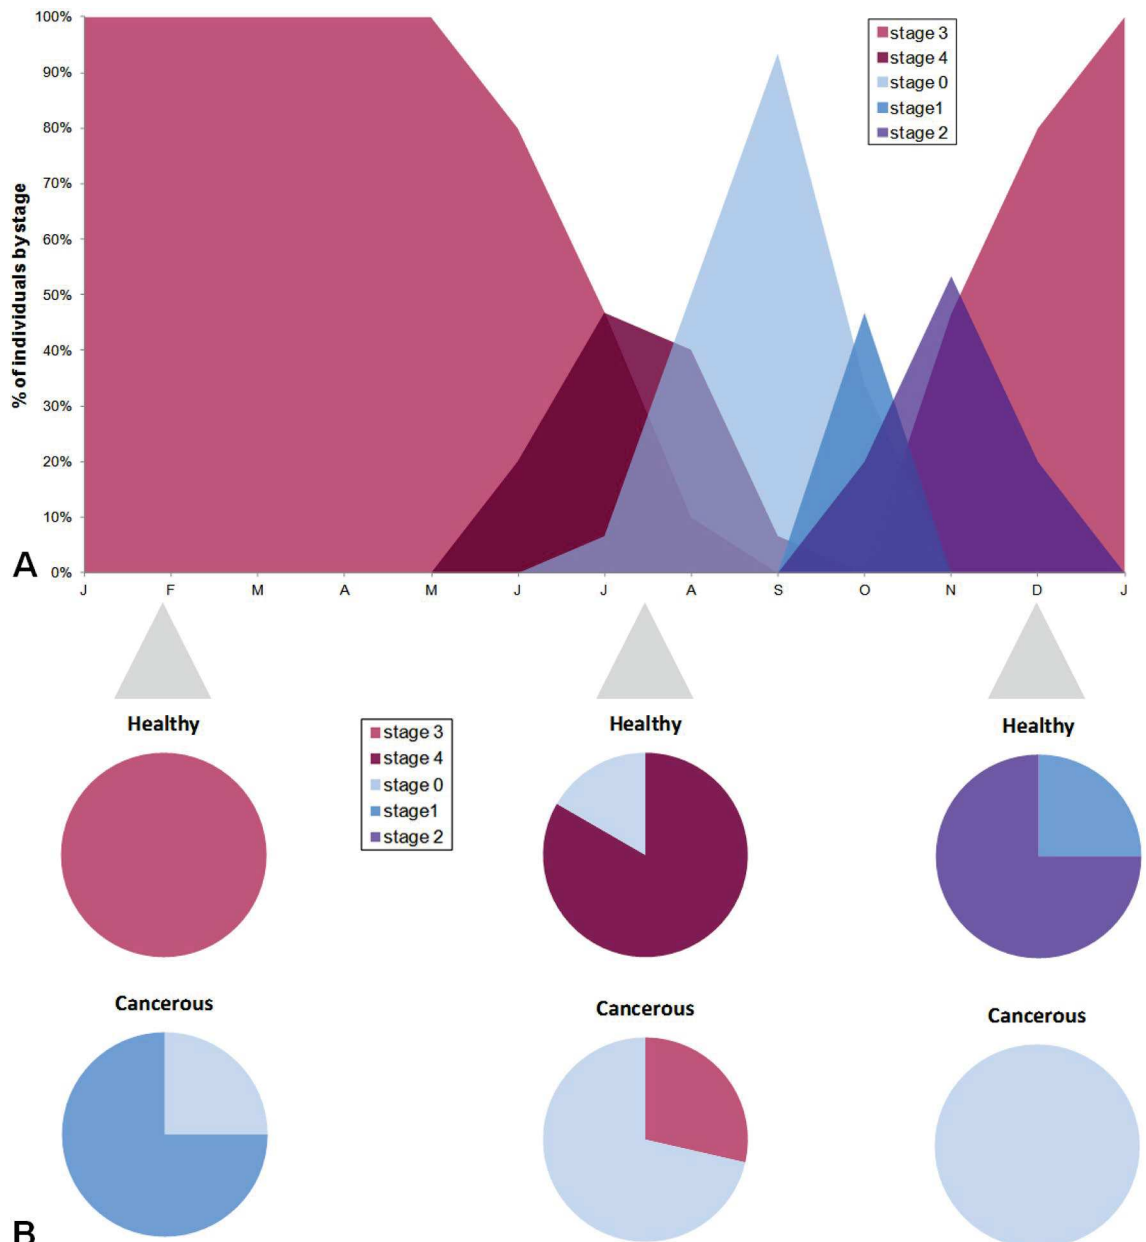 100%
90%
80%
70%
60%
50%
40%
30%
20%
10%
0%
% of individuals by stage
stage 3
stage 4
stage 0
stage1
stage 2
A
J F M A M J J A S O N D J
Healthy
Healthy
Healthy
stage 3
stage 4
stage 0
stage1
stage 2
Cancerous
Cancerous
Cancerous
B